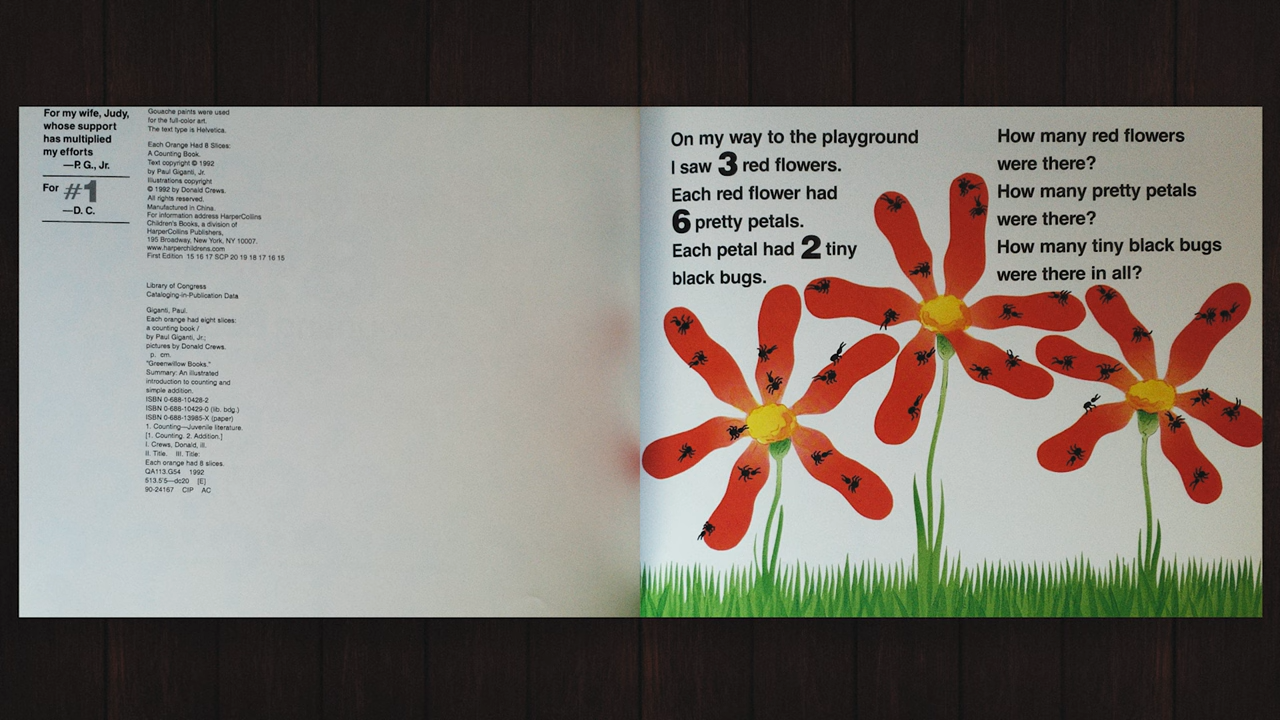 For my wife, Judy,
whose support
has multiplied
my efforts
—P. G., Jr.
For #1
—D. C.
Gouache paints were used
for the full-color art.
The text type is Helvetica.
Each Orange Had 8 Slices:
A Counting Book.
Text copyright © 1992
by Paul Giganti, Jr.
Illustrations copyright
© 1992 by Donald Crews.
All rights reserved.
Manufactured in China.
For information address HarperCollins
Children's Books, a division of
HarperCollins Publishers,
195 Broadway, New York, NY 10007.
www.harperchildrens.com
First Edition 15 16 17 SCP 20 19 18 17 16 15
Library of Congress
Cataloging-in-Publication Data
Giganti, Paul.
Each orange had eight slices:
a counting book /
by Paul Giganti, Jr.;
pictures by Donald Crews.
p. cm.
"Greenwillow Books."
Summary: An illustrated
introduction to counting and
simple addition.
ISBN 0-688-10428-2
ISBN 0-688-10429-0 (lib. bdg.)
ISBN 0-688-13985-X (paper)
1. Counting—Juvenile literature.
[1. Counting. 2. Addition.]
I. Crews, Donald, ill.
II. Title. III. Title:
Each orange had 8 slices.
QA113.G54 1992
513.5'5—dc20 [E]
90-24167 CIP AC
On my way to the playground
I saw 3 red flowers.
Each red flower had
6 pretty petals.
Each petal had 2 tiny
black bugs.
How many red flowers
were there?
How many pretty petals
were there?
How many tiny black bugs
were there in all?